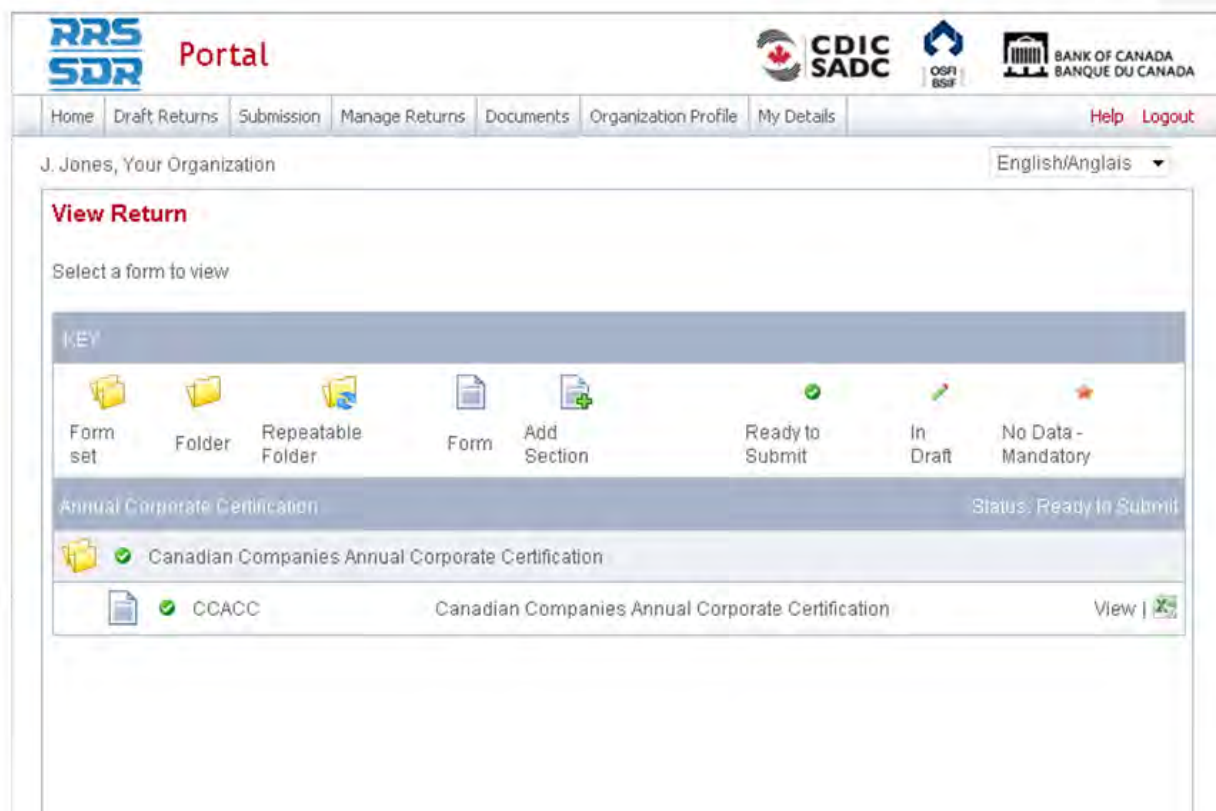 RRS
SDR
Portal
CDIC
SADC
OSFI
BSIF
BANK OF CANADA
BANQUE DU CANADA
Home Draft Returns Submission Manage Returns Documents Organization Profile My Details Help Logout
J. Jones, Your Organization English/Anglais
View Return
Select a form to view
KEY
Form set Folder Repeatable Folder Form Add Section Ready to Submit In Draft No Data - Mandatory
Annual Corporate Certification Status: Ready to Submit
Canadian Companies Annual Corporate Certification
CCACC Canadian Companies Annual Corporate Certification View |